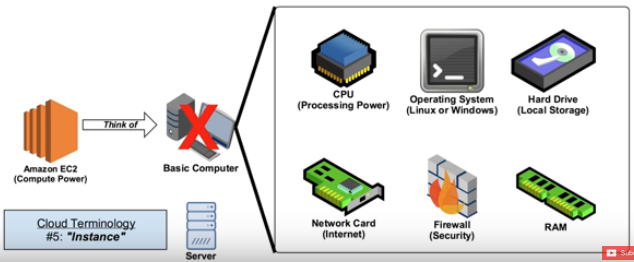 CPU
(Processing Power)
Operating System
(Linux or Windows)
Hard Drive
(Local Storage)
Think of
Amazon EC2
(Compute Power)
Basic Computer
Network Card
(Internet)
Firewall
(Security)
RAM
Cloud Terminology
#5: "Instance"
Server